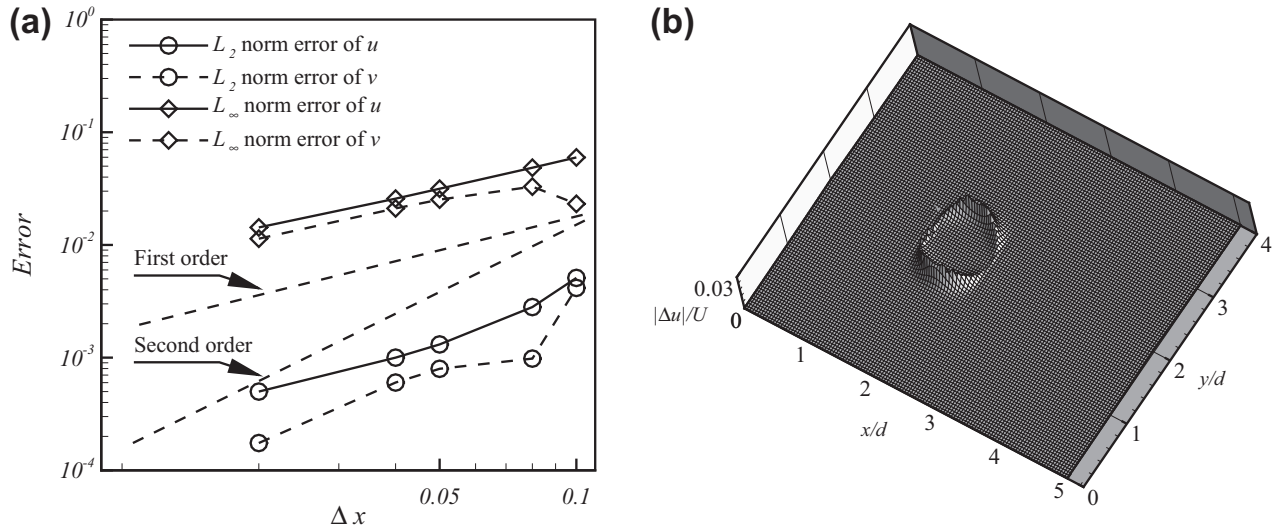 (a)
10^0
10^-1
10^-2
10^-3
10^-4
Error
L_2 norm error of u
L_2 norm error of v
L_∞ norm error of u
L_∞ norm error of v
First order
Second order
0.05
0.1
Δ x
(b)
0.03
|Δu|/U
0
1
2
3
4
5
x/d
0
1
2
3
4
y/d